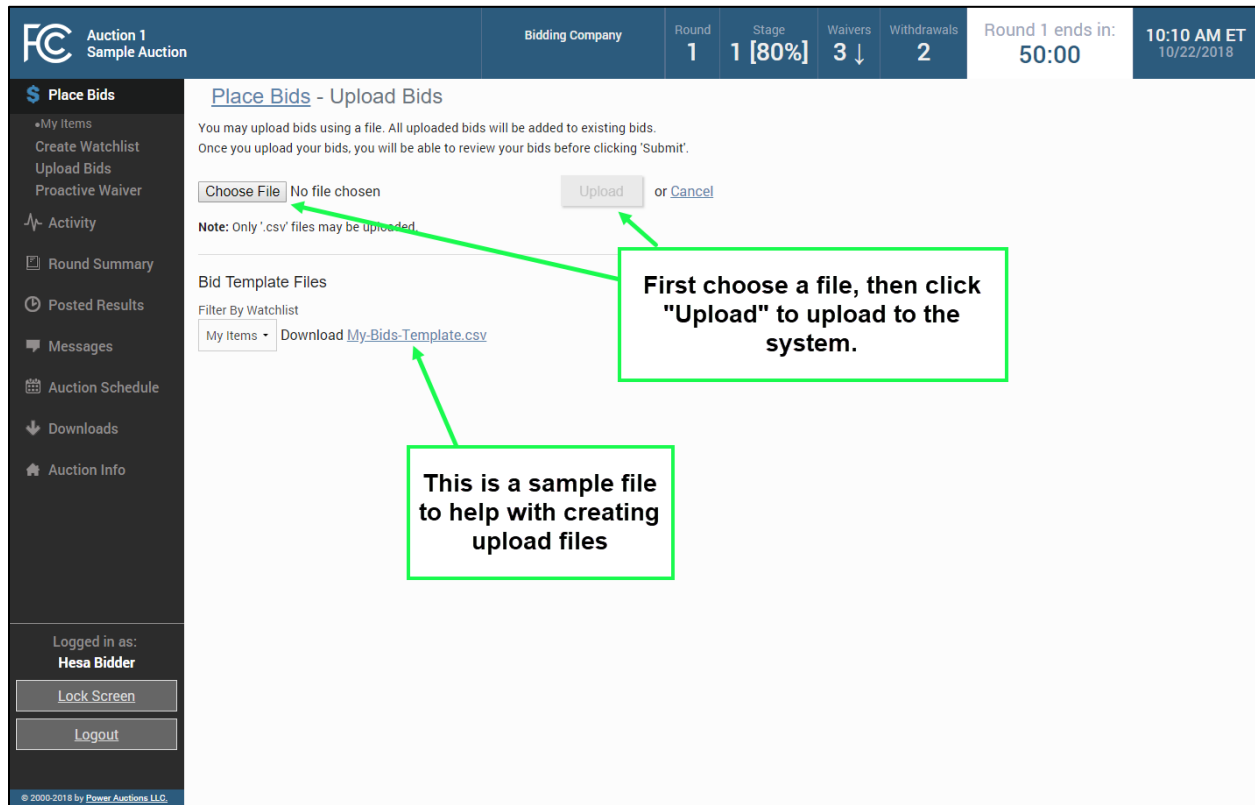 FCC
Auction 1
Sample Auction
Bidding Company
Round
1
Stage
1 [80%]
Waivers
3 ↓
Withdrawals
2
Round 1 ends in:
50:00
10:10 AM ET
10/22/2018
$ Place Bids
•My Items
Create Watchlist
Upload Bids
Proactive Waiver
Activity
Round Summary
Posted Results
Messages
Auction Schedule
Downloads
Auction Info
Logged in as:
Hesa Bidder
Lock Screen
Logout
© 2000-2018 by Power Auctions LLC.
Place Bids - Upload Bids
You may upload bids using a file. All uploaded bids will be added to existing bids.
Once you upload your bids, you will be able to review your bids before clicking 'Submit'.
Choose File No file chosen
Upload or Cancel
Note: Only '.csv' files may be uploaded.
Bid Template Files
Filter By Watchlist
My Items Download My-Bids-Template.csv
First choose a file, then click
"Upload" to upload to the
system.
This is a sample file
to help with creating
upload files